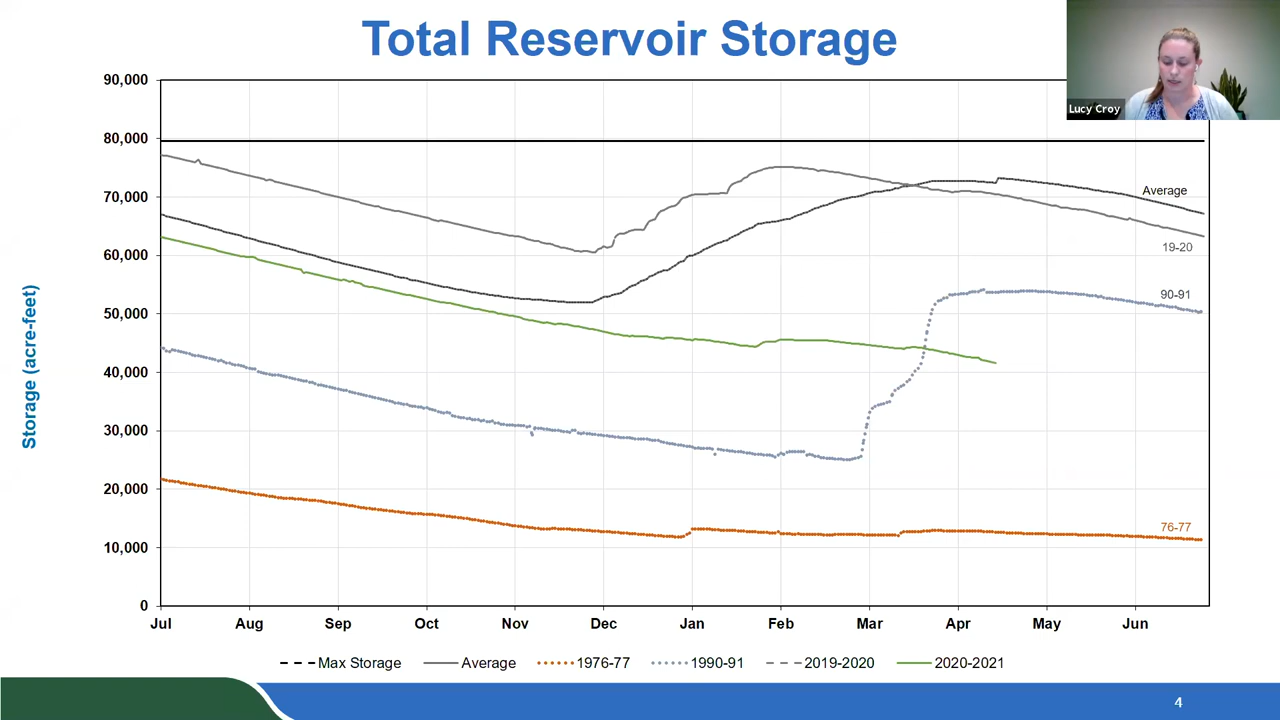 Total Reservoir Storage
Lucy Croy
Storage (acre-feet)
90,000
80,000
70,000
60,000
50,000
40,000
30,000
20,000
10,000
0
Average
19-20
90-91
76-77
Jul Aug Sep Oct Nov Dec Jan Feb Mar Apr May Jun
Max Storage Average 1976-77 1990-91 2019-2020 2020-2021
4